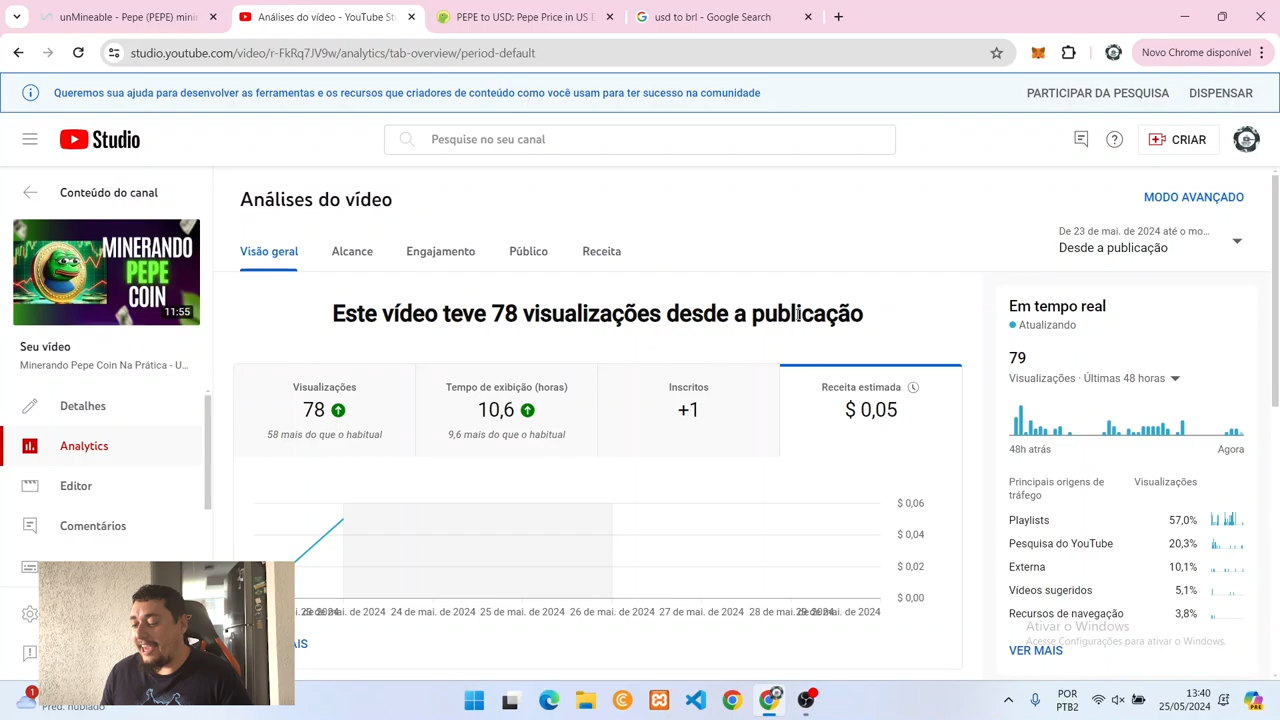 unMineable - Pepe (PEPE) mini
Análises do vídeo - YouTube St
PEPE to USD: Pepe Price in US D
usd to brl - Google Search
studio.youtube.com/video/r-FkRq7JV9w/analytics/tab-overview/period-default
Novo Chrome disponível
Queremos sua ajuda para desenvolver as ferramentas e os recursos que criadores de conteúdo como você usam para ter sucesso na comunidade
PARTICIPAR DA PESQUISA
DISPENSAR
Studio
Pesquise no seu canal
CRIAR
Conteúdo do canal
MINERANDO
PEPE
COIN
11:55
Seu vídeo
Minerando Pepe Coin Na Prática - U...
Detalhes
Analytics
Editor
Comentários
Análises do vídeo
MODO AVANÇADO
Visão geral
Alcance
Engajamento
Público
Receita
De 23 de mai. de 2024 até o mo...
Desde a publicação
Este vídeo teve 78 visualizações desde a publicação
Visualizações
78
58 mais do que o habitual
Tempo de exibição (horas)
10,6
9,6 mais do que o habitual
Inscritos
+1
Receita estimada
$ 0,05
$ 0,06
$ 0,04
$ 0,02
$ 0,00
24 de mai. de 2024
25 de mai. de 2024
26 de mai. de 2024
27 de mai. de 2024
de mai. de 2024
AIS
Em tempo real
Atualizando
79
Visualizações · Últimas 48 horas
48h atrás
Agora
Principais origens de
tráfego
Visualizações
Playlists 57,0%
Pesquisa do YouTube 20,3%
Externa 10,1%
Vídeos sugeridos 5,1%
Recursos de navegação 3,8%
Ativar o Windows
Acesse Configurações para ativar o Windows.
VER MAIS
1
Pred. nublado
POR
PTB2
13:40
25/05/2024